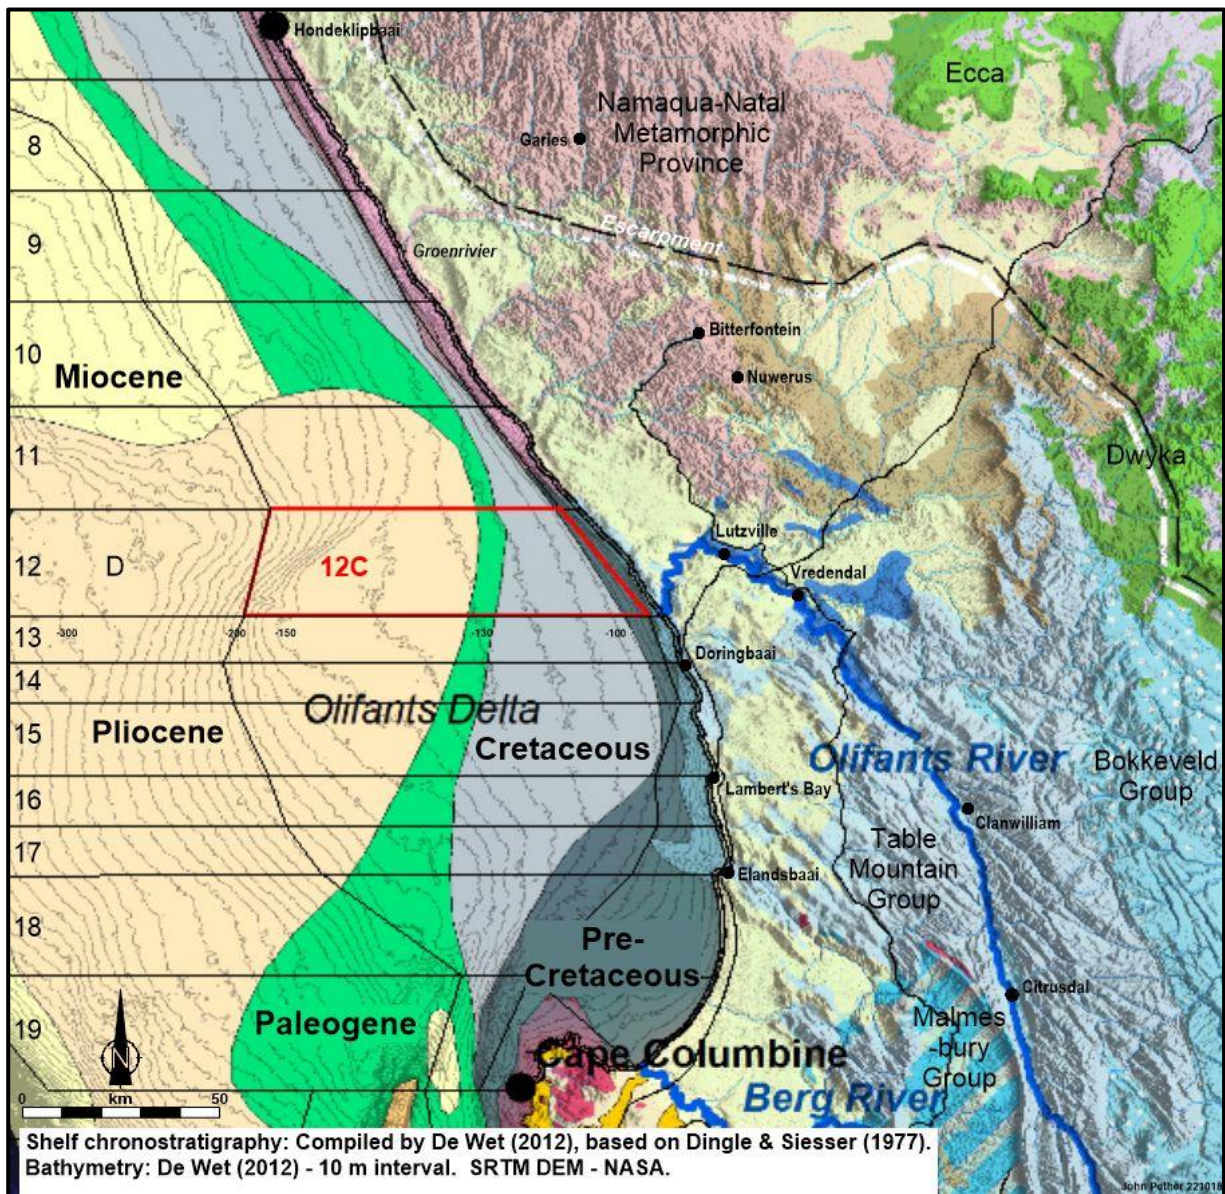 Hondeklipbaai
Ecca
Namaqua-Natal
Metamorphic
Province
Garies
8
9
Groenrivier
Escarpment
Bitterfontein
10
Miocene
Nuwerus
11
Dwyka
Lutzville
12
D
12C
Vredendal
13
-300
-200
-150
-130
-100
Doringbaai
14
Olifants Delta
15
Pliocene
Cretaceous
Olifants River
Bokkeveld
Group
16
Lambert's Bay
Clanwilliam
17
Table
Mountain
Group
Elandsbaai
18
Pre-
Cretaceous
Citrusdal
19
Paleogene
Malmes
-bury
Group
N
Cape Columbine
Berg River
0
km
50
Shelf chronostratigraphy: Compiled by De Wet (2012), based on Dingle & Siesser (1977).
Bathymetry: De Wet (2012) - 10 m interval. SRTM DEM - NASA.
John Pether 221018